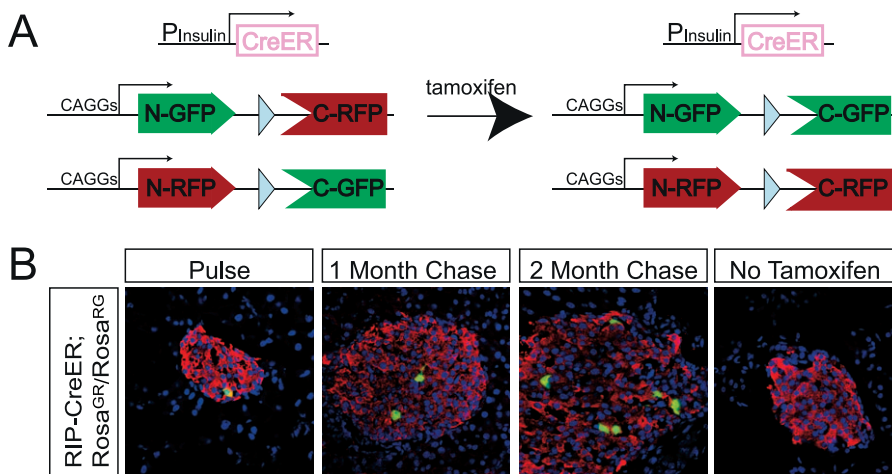 A
PInsulin
CreER
PInsulin
CreER
CAGGs
N-GFP
C-RFP
tamoxifen
CAGGs
N-GFP
C-GFP
CAGGs
N-RFP
C-GFP
CAGGs
N-RFP
C-RFP
B
Pulse
1 Month Chase
2 Month Chase
No Tamoxifen
RIP-CreER;
RosaGR/RosaRG